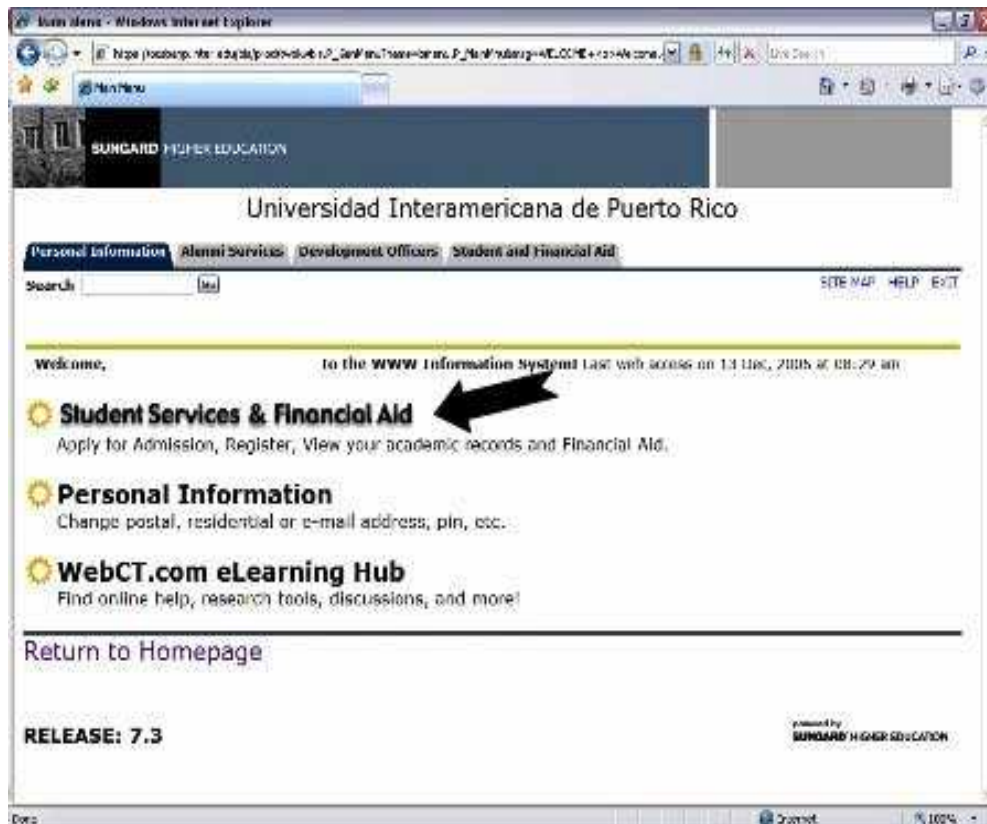 Main Menu - Windows Internet Explorer
Main Menu
SUNGARD HIGHER EDUCATION
Universidad Interamericana de Puerto Rico
Personal Information Alumni Services Development Officers Student and Financial Aid
Search Go
SITE MAP HELP EXIT
Welcome, to the WWW Information System! Last web access on 13 Dec, 2006 at 08:29 am
Student Services & Financial Aid
Apply for Admission, Register, View your academic records and Financial Aid.
Personal Information
Change postal, residential or e-mail address, pin, etc.
WebCT.com eLearning Hub
Find online help, research tools, discussions, and more!
Return to Homepage
RELEASE: 7.3
powered by
SUNGARD HIGHER EDUCATION
Done Internet 100%